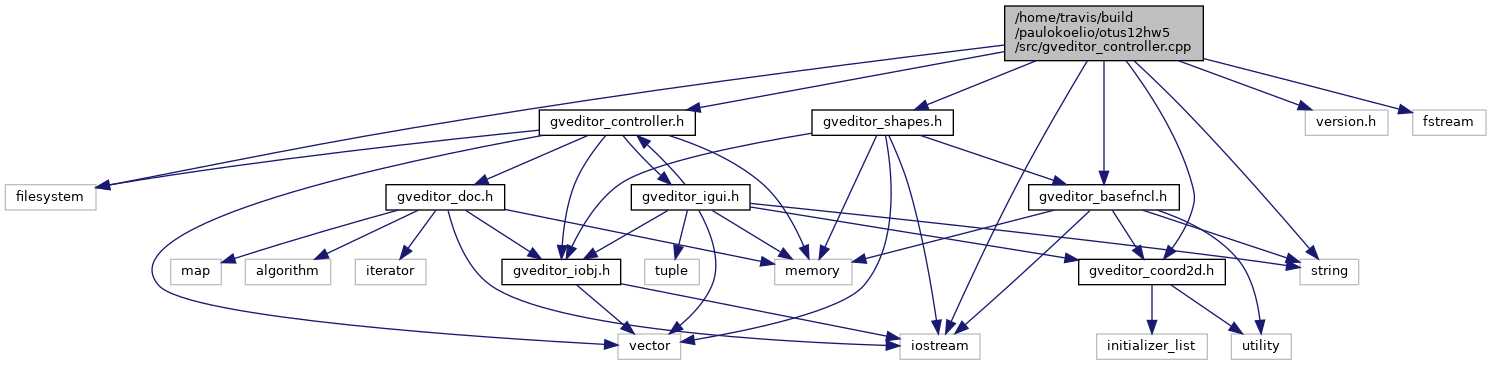 /home/travis/build
/paulokoelio/otus12hw5
/src/gveditor_controller.cpp
gveditor_controller.h
gveditor_shapes.h
version.h
fstream
filesystem
gveditor_doc.h
gveditor_igui.h
gveditor_basefncl.h
map
algorithm
iterator
gveditor_iobj.h
tuple
memory
gveditor_coord2d.h
string
vector
iostream
initializer_list
utility